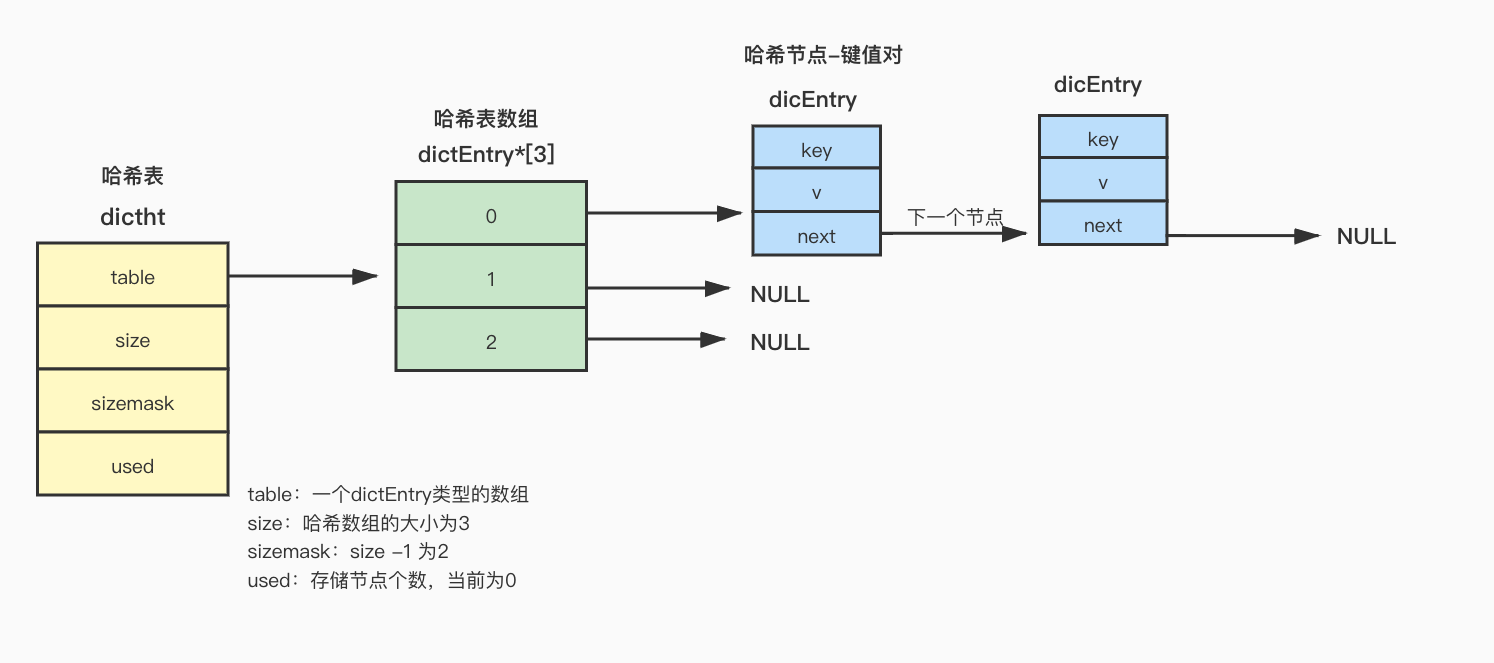 哈希表
dictht
table
size
sizemask
used
哈希表数组
dictEntry*[3]
0
1
2
哈希节点-键值对
dicEntry
key
v
next
下一个节点
dicEntry
key
v
next
NULL
NULL
NULL
table：一个dictEntry类型的数组
size：哈希数组的大小为3
sizemask：size -1 为2
used：存储节点个数，当前为0